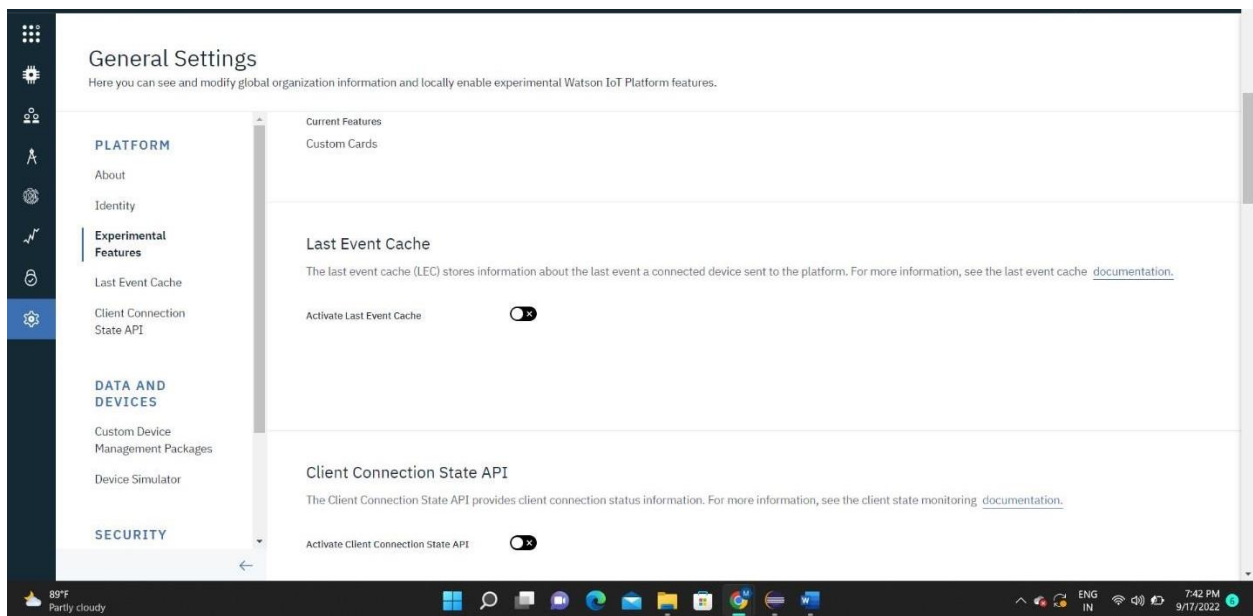 General Settings
Here you can see and modify global organization information and locally enable experimental Watson IoT Platform features.
PLATFORM
About
Identity
Experimental
Features
Last Event Cache
Client Connection
State API
DATA AND
DEVICES
Custom Device
Management Packages
Device Simulator
SECURITY
Current Features
Custom Cards
Last Event Cache
The last event cache (LEC) stores information about the last event a connected device sent to the platform. For more information, see the last event cache documentation.
Activate Last Event Cache
Client Connection State API
The Client Connection State API provides client connection status information. For more information, see the client state monitoring documentation.
Activate Client Connection State API
89°F
Partly cloudy
ENG
IN
7:42 PM
9/17/2022
6